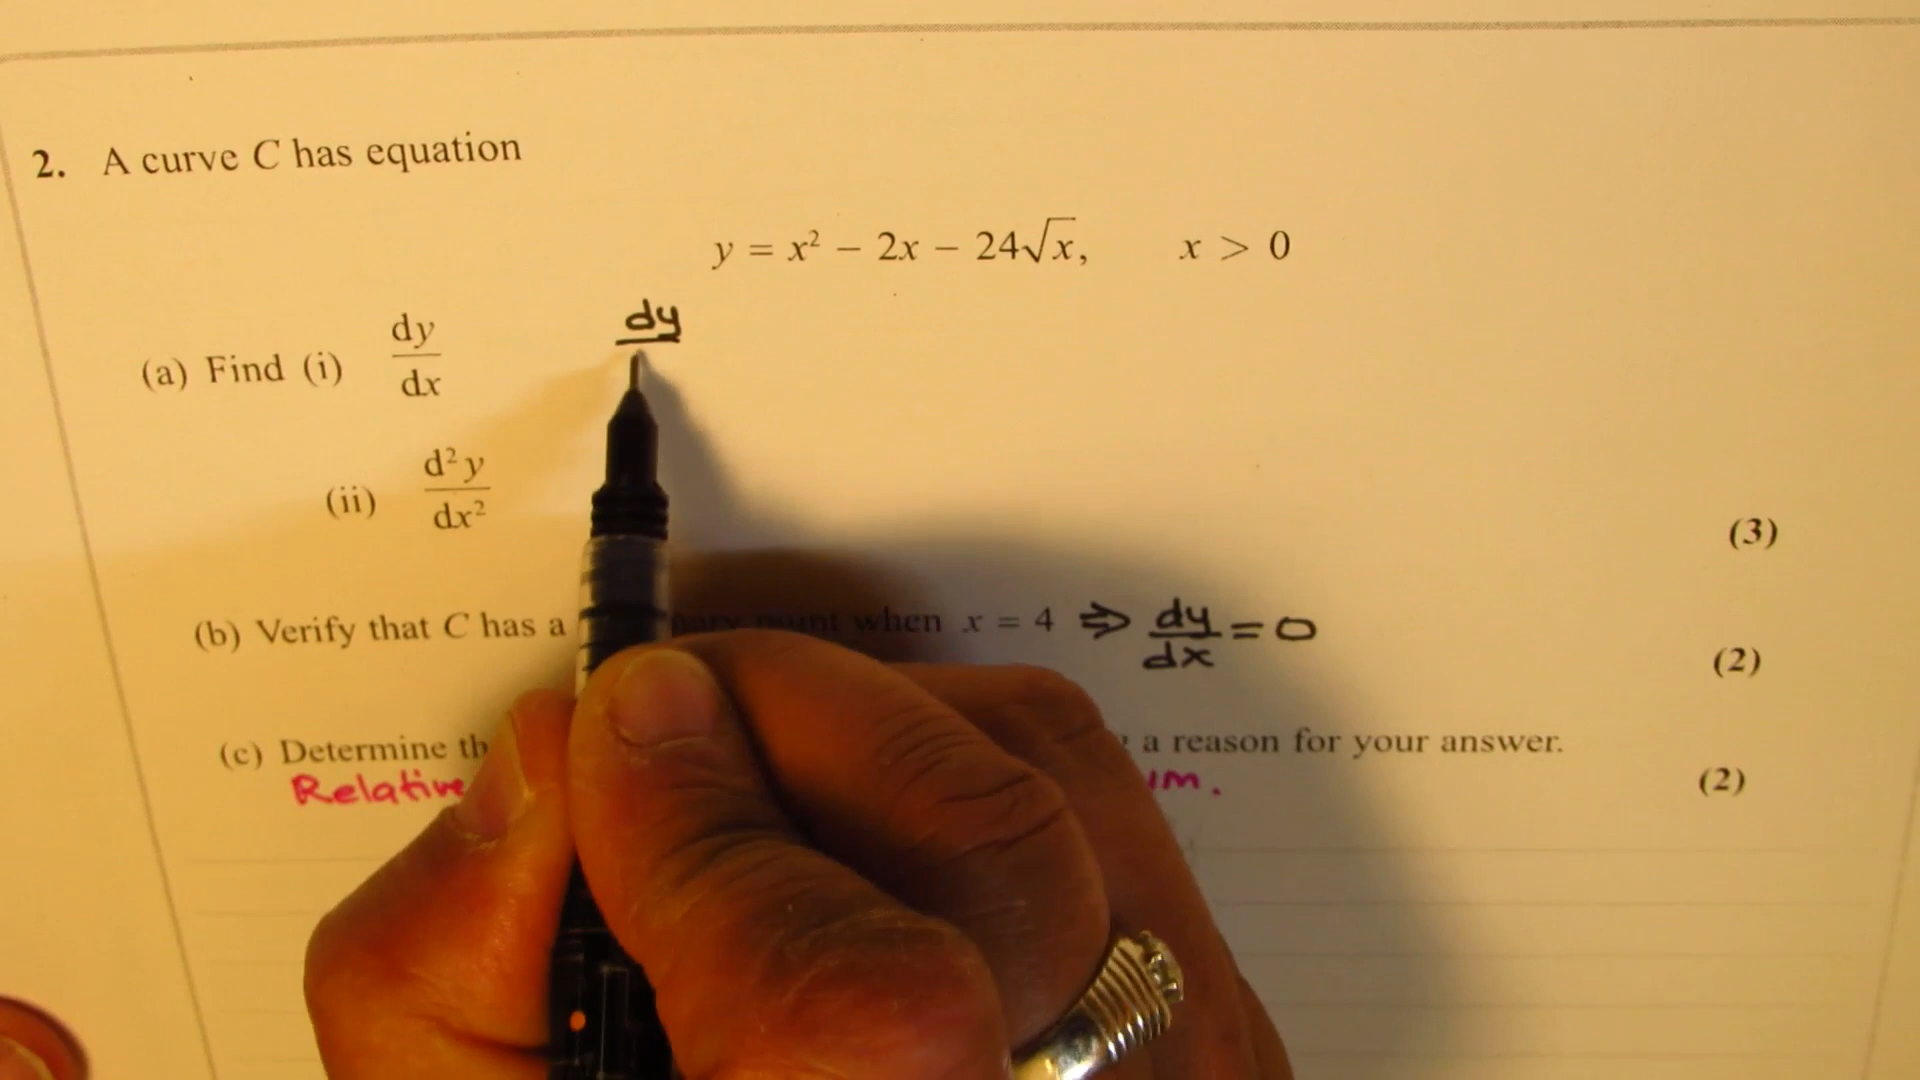 2. A curve C has equation
y = x² − 2x − 24√x, x > 0
dy
(a) Find (i) dy/dx
(ii) d²y/dx²
(3)
(b) Verify that C has a when x = 4 ⇒ dy/dx = 0
(2)
(c) Determine a reason for your answer.
Relative
(2)